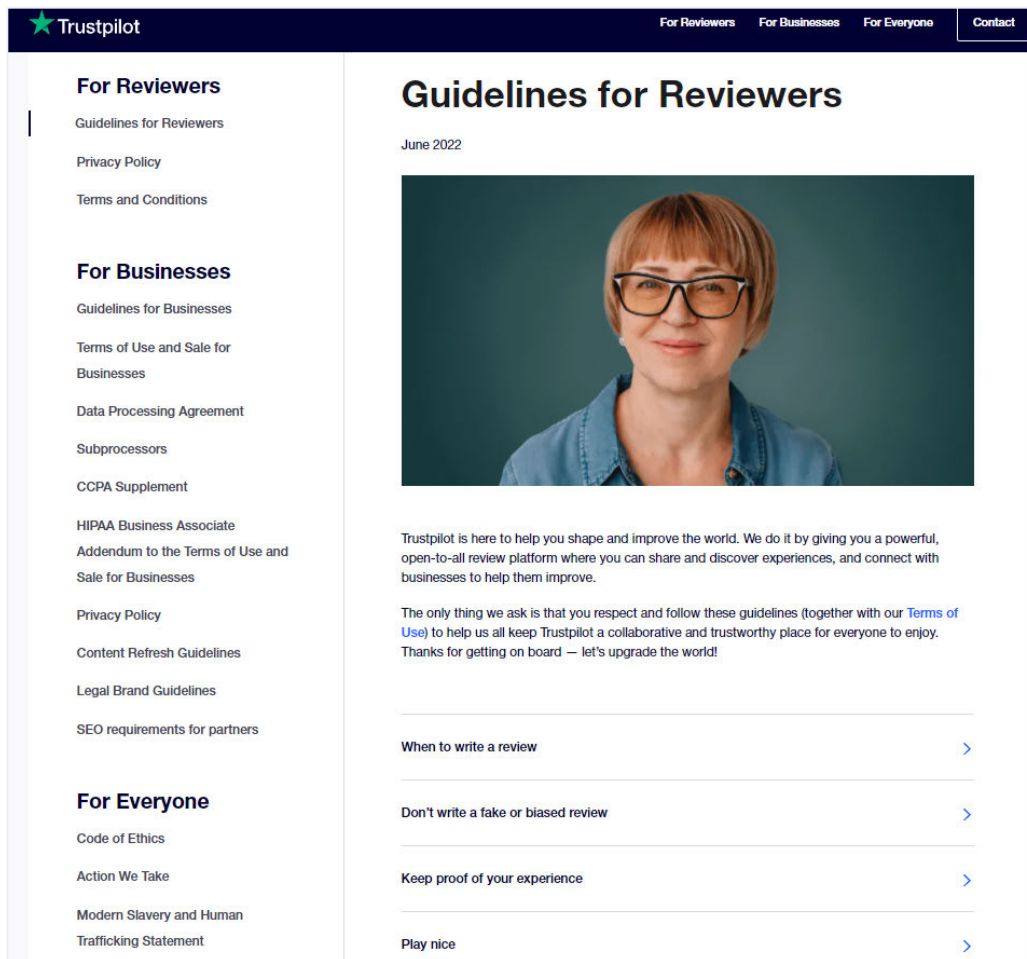 Trustpilot
For Reviewers
For Businesses
For Everyone
Contact
For Reviewers
Guidelines for Reviewers
Privacy Policy
Terms and Conditions
For Businesses
Guidelines for Businesses
Terms of Use and Sale for
Businesses
Data Processing Agreement
Subprocessors
CCPA Supplement
HIPAA Business Associate
Addendum to the Terms of Use and
Sale for Businesses
Privacy Policy
Content Refresh Guidelines
Legal Brand Guidelines
SEO requirements for partners
For Everyone
Code of Ethics
Action We Take
Modern Slavery and Human
Trafficking Statement
Guidelines for Reviewers
June 2022
Trustpilot is here to help you shape and improve the world. We do it by giving you a powerful,
open-to-all review platform where you can share and discover experiences, and connect with
businesses to help them improve.
The only thing we ask is that you respect and follow these guidelines (together with our Terms of
Use) to help us all keep Trustpilot a collaborative and trustworthy place for everyone to enjoy.
Thanks for getting on board — let's upgrade the world!
When to write a review
Don't write a fake or biased review
Keep proof of your experience
Play nice